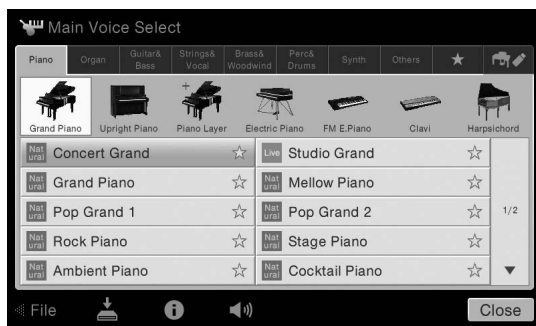 Main Voice Select
Piano
Organ
Guitar&
Bass
Strings&
Vocal
Brass&
Woodwind
Perc&
Drums
Synth
Others
Grand Piano
Upright Piano
Piano Layer
Electric Piano
FM E.Piano
Clavi
Harpsichord
Nat
ural
Concert Grand
Live
Studio Grand
Nat
ural
Grand Piano
Nat
ural
Mellow Piano
Nat
ural
Pop Grand 1
Nat
ural
Pop Grand 2
1/2
Nat
ural
Rock Piano
Nat
ural
Stage Piano
Nat
ural
Ambient Piano
Nat
ural
Cocktail Piano
File
Close